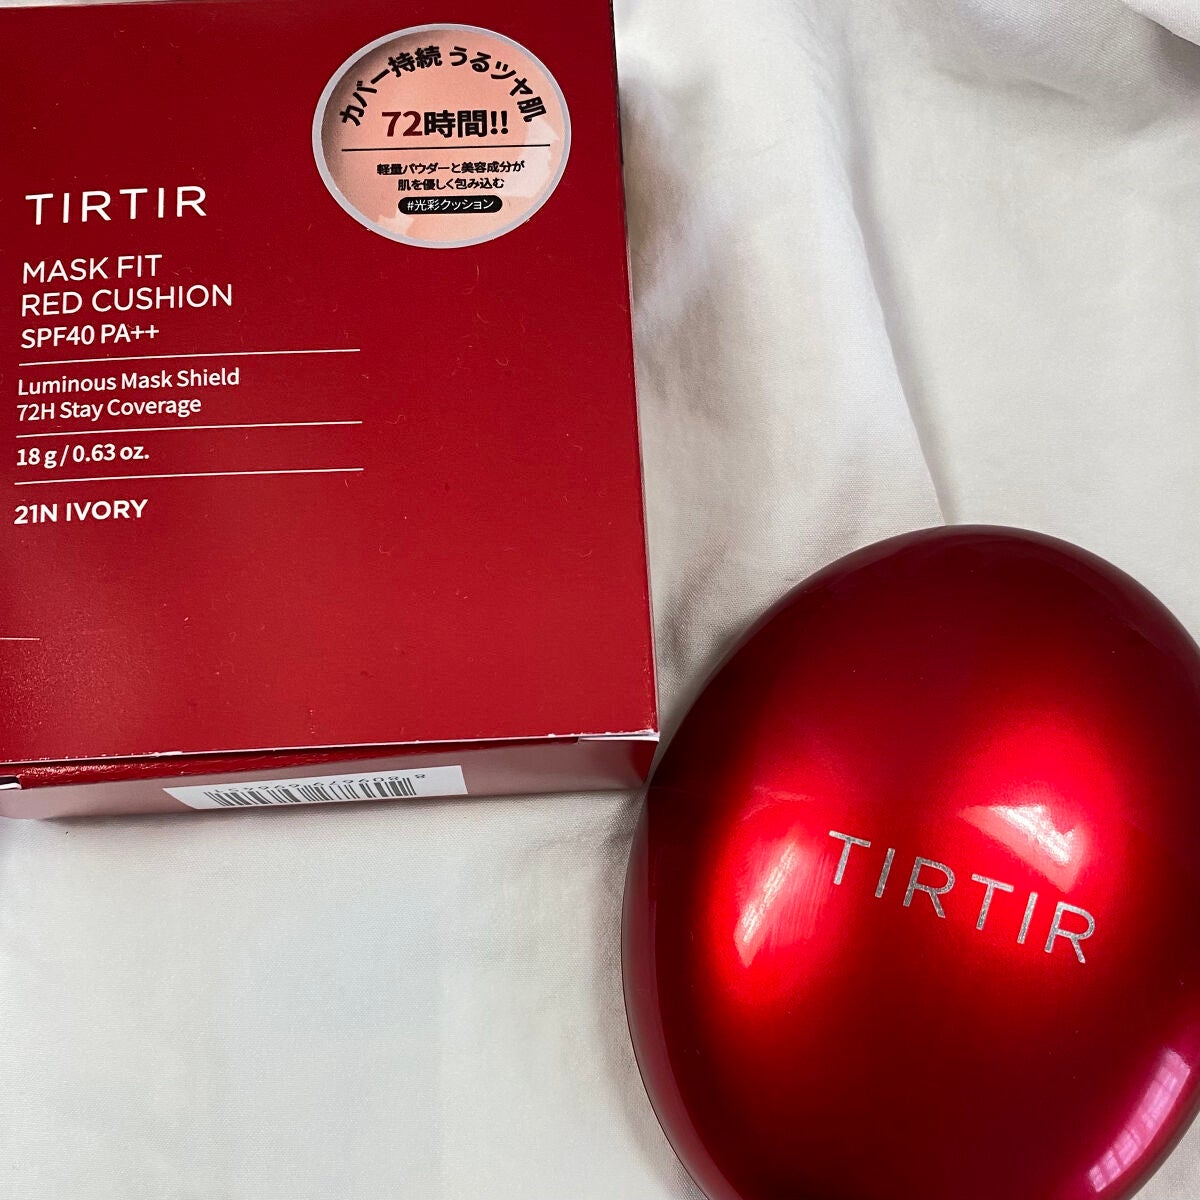 カバー持続 うるツヤ肌
72時間!!
軽量パウダーと美容成分が
肌を優しく包み込む
#光彩クッション
TIRTIR
MASK FIT
RED CUSHION
SPF40 PA++
Luminous Mask Shield
72H Stay Coverage
18 g / 0.63 oz.
21N IVORY
TIRTIR